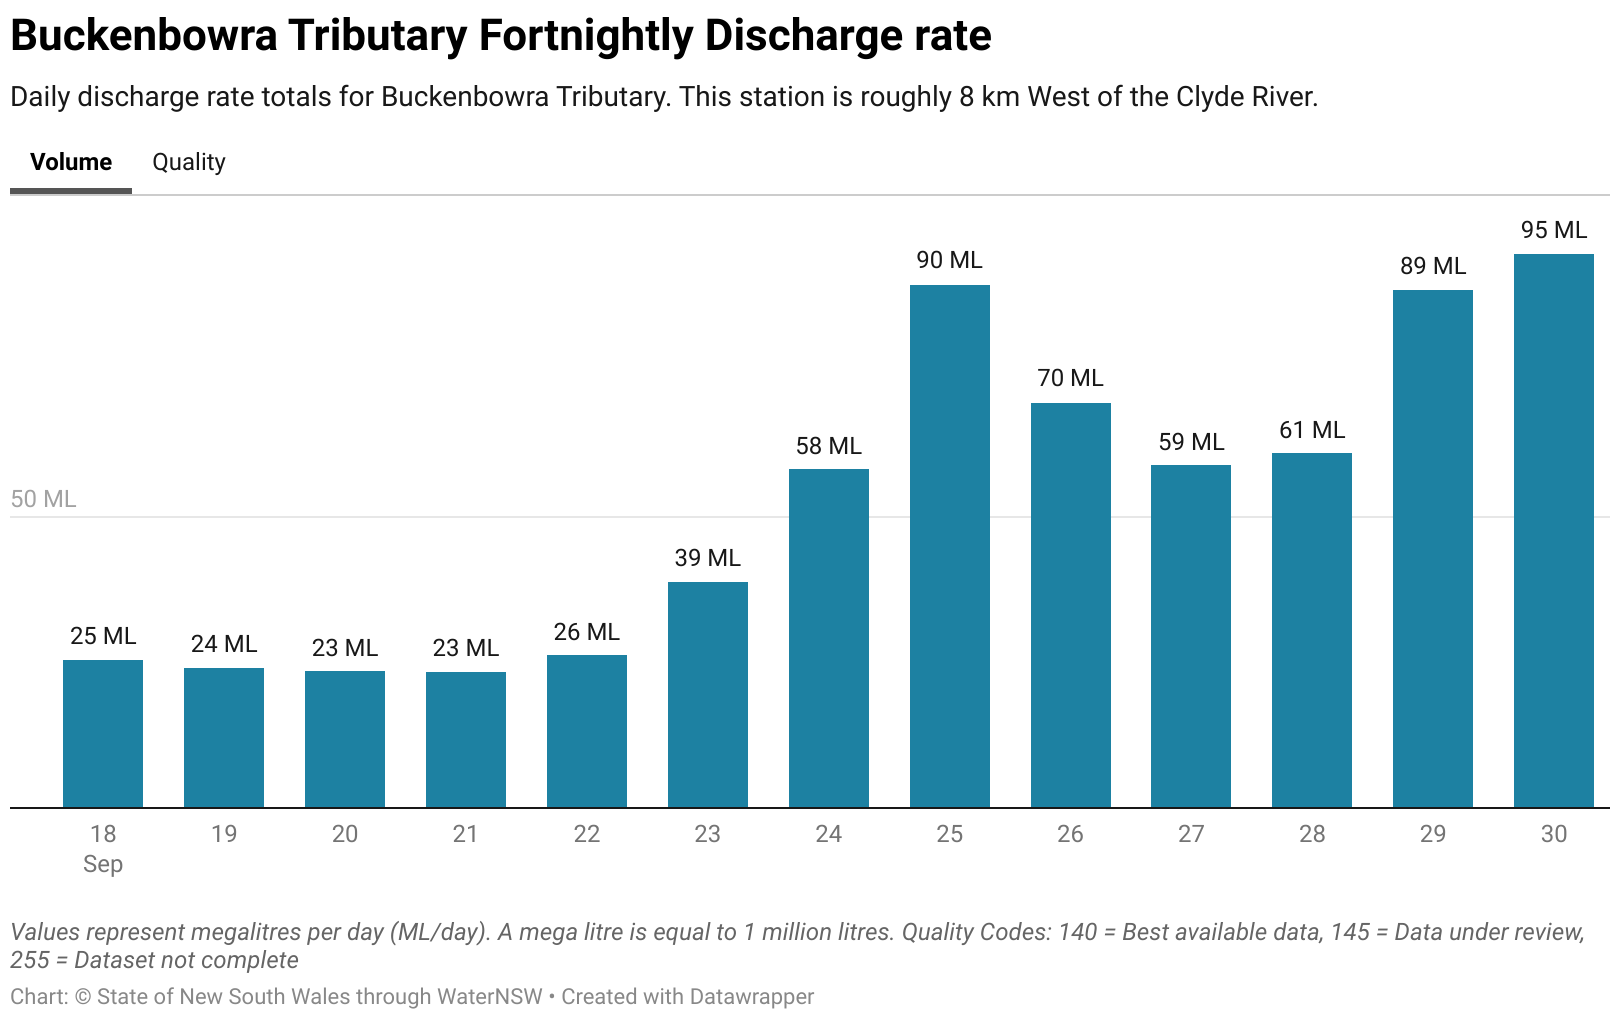 Buckenbowra Tributary Fortnightly Discharge rate
Daily discharge rate totals for Buckenbowra Tributary. This station is roughly 8 km West of the Clyde River.
Volume Quality
95 ML
90 ML
89 ML
70 ML
61 ML
59 ML
58 ML
50 ML
39 ML
26 ML
25 ML
24 ML
23 ML
23 ML
18 19 20 21 22 23 24 25 26 27 28 29 30
Sep
Values represent megalitres per day (ML/day). A mega litre is equal to 1 million litres. Quality Codes: 140 = Best available data, 145 = Data under review,
255 = Dataset not complete
Chart: © State of New South Wales through WaterNSW • Created with Datawrapper